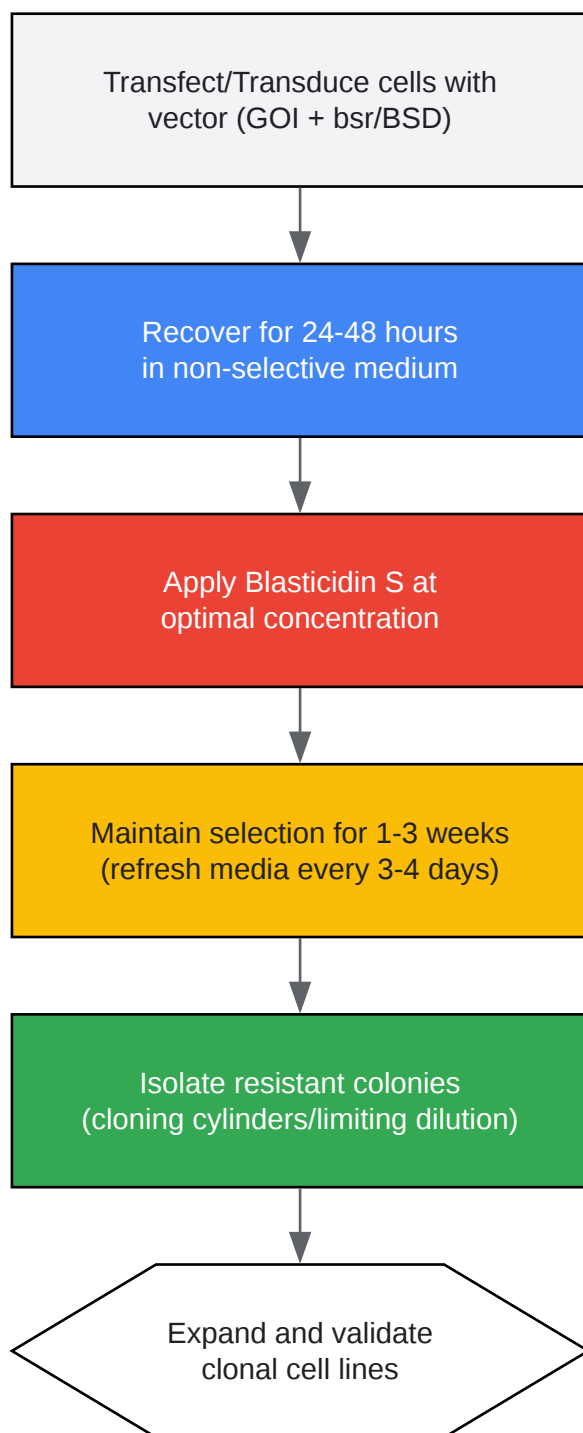 Transfect/Transduce cells with
vector (GOI + bsr/BSD)
Recover for 24-48 hours
in non-selective medium
Apply Blasticidin S at
optimal concentration
Maintain selection for 1-3 weeks
(refresh media every 3-4 days)
Isolate resistant colonies
(cloning cylinders/limiting dilution)
Expand and validate
clonal cell lines